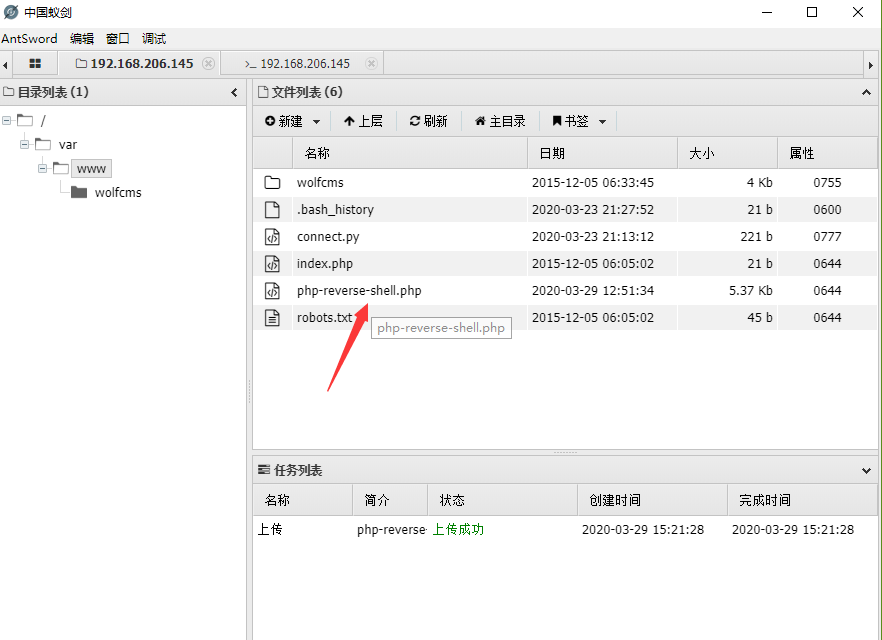 中国蚁剑
AntSword 编辑 窗口 调试
192.168.206.145 >_ 192.168.206.145
目录列表 (1)
/
var
www
wolfcms
文件列表 (6)
新建 上层 刷新 主目录 书签
名称 日期 大小 属性
wolfcms 2015-12-05 06:33:45 4 Kb 0755
.bash_history 2020-03-23 21:27:52 21 b 0600
connect.py 2020-03-23 21:13:12 221 b 0777
index.php 2015-12-05 06:05:02 21 b 0644
php-reverse-shell.php 2020-03-29 12:51:34 5.37 Kb 0644
robots.txt 2015-12-05 06:05:02 45 b 0644
php-reverse-shell.php
任务列表
名称 简介 状态 创建时间 完成时间
上传 php-reverse- 上传成功 2020-03-29 15:21:28 2020-03-29 15:21:28